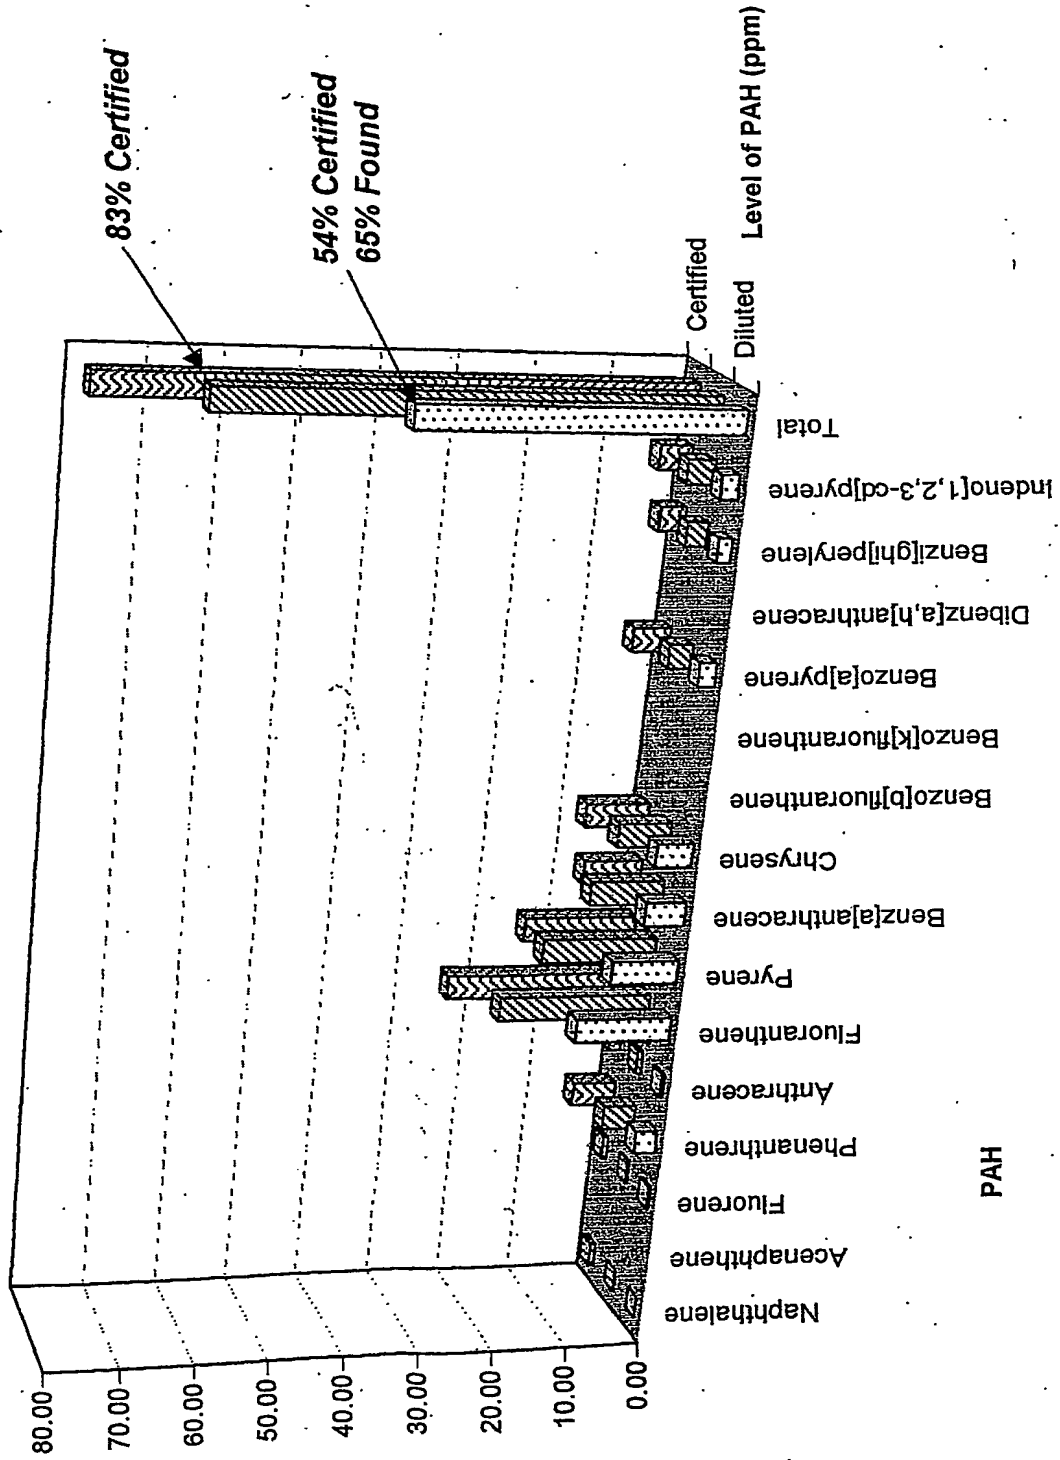 83% Certified
54% Certified
65% Found
80.00
70.00
60.00
50.00
40.00
30.00
20.00
10.00
0.00
Certified
Diluted
Level of PAH (ppm)
Naphthalene
Acenaphthene
Fluorene
Phenanthrene
Anthracene
Fluoranthene
Pyrene
Benz[a]anthracene
Chrysene
Benzo[b]fluoranthene
Benzo[k]fluoranthene
Benzo[a]pyrene
Dibenz[a,h]anthracene
Benzi[ghi]perylene
Indeno[1,2,3-cd]pyrene
Total
PAH